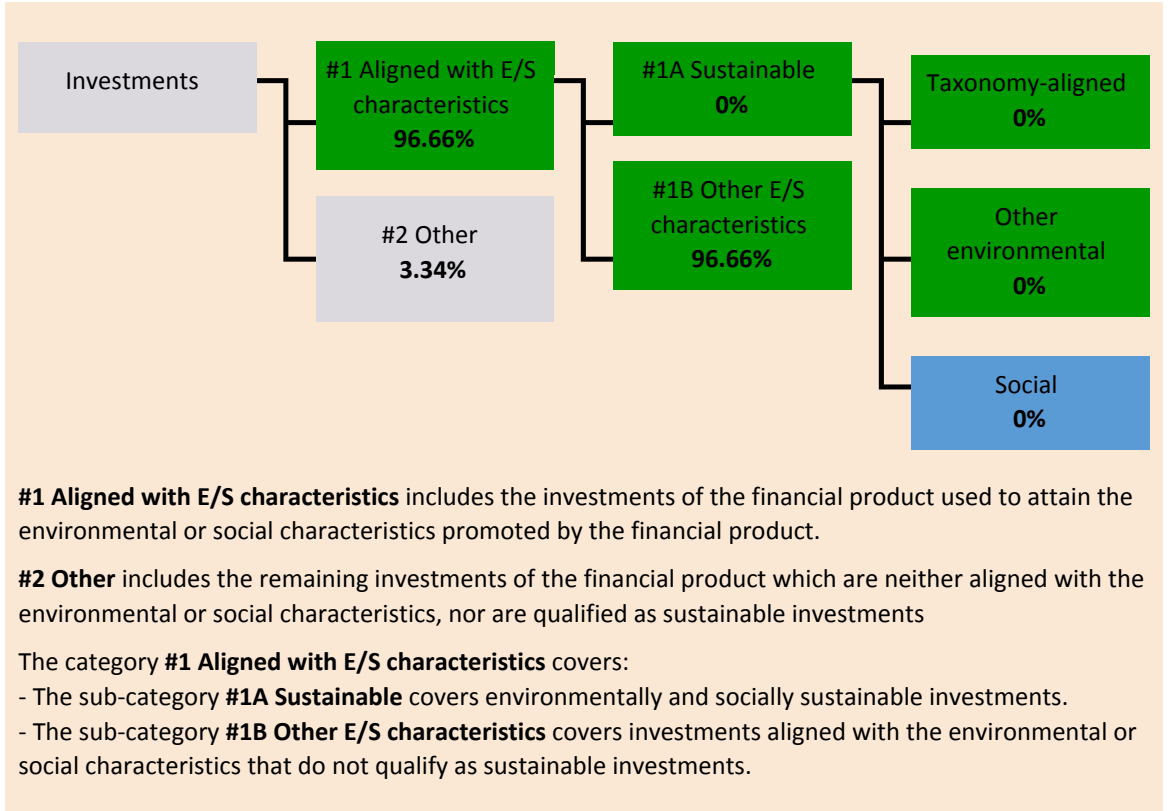 Investments
#1 Aligned with E/S
characteristics
96.66%
#2 Other
3.34%
#1A Sustainable
0%
#1B Other E/S
characteristics
96.66%
Taxonomy-aligned
0%
Other
environmental
0%
Social
0%
#1 Aligned with E/S characteristics includes the investments of the financial product used to attain the
environmental or social characteristics promoted by the financial product.
#2 Other includes the remaining investments of the financial product which are neither aligned with the
environmental or social characteristics, nor are qualified as sustainable investments
The category #1 Aligned with E/S characteristics covers:
- The sub-category #1A Sustainable covers environmentally and socially sustainable investments.
- The sub-category #1B Other E/S characteristics covers investments aligned with the environmental or
social characteristics that do not qualify as sustainable investments.